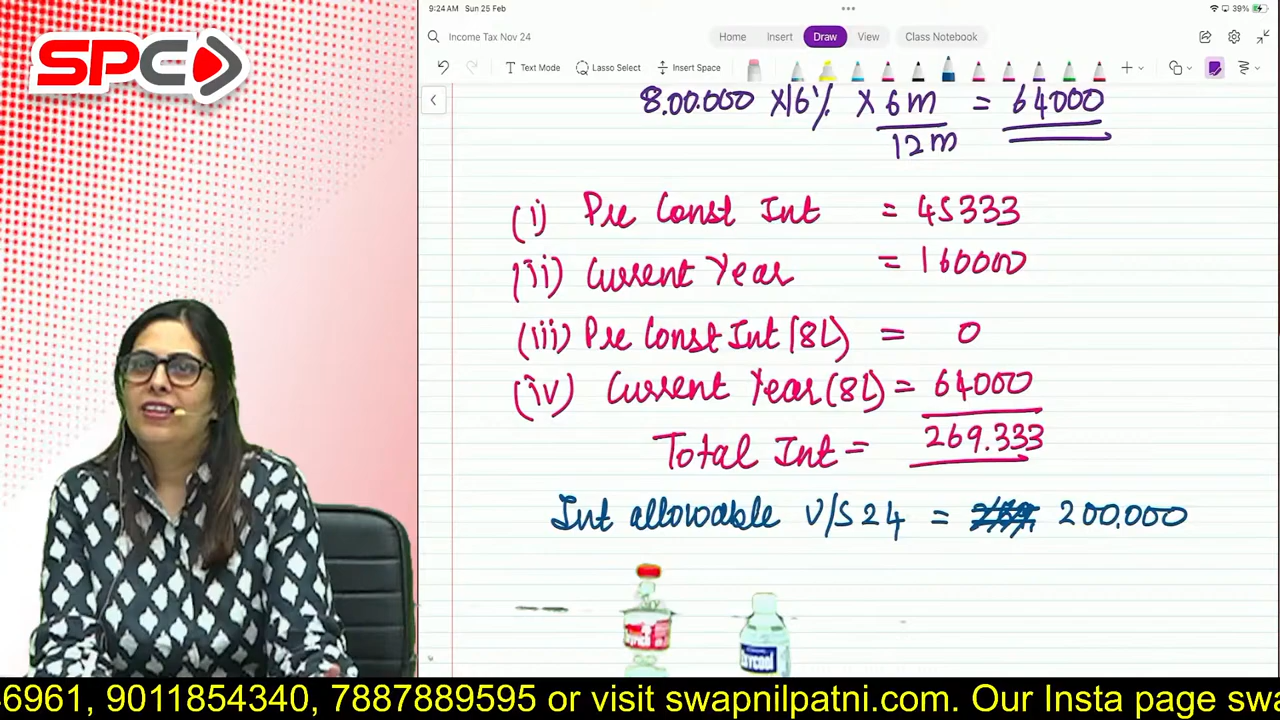 9:24 AM Sun 25 Feb
39%
SPC
Income Tax Nov 24
Home Insert Draw View Class Notebook
Text Mode Lasso Select Insert Space
8.00.000 X16% X 6m = 64000
12m
(i) Pre Const Int = 45333
(ii) Current Year = 160000
(iii) Pre Const Int (8L) = 0
(iv) Current Year (8L) = 64000
Total Int = 269.333
Int allowable U/S 24 = 200.000
46961, 9011854340, 7887889595 or visit swapnilpatni.com. Our Insta page swa